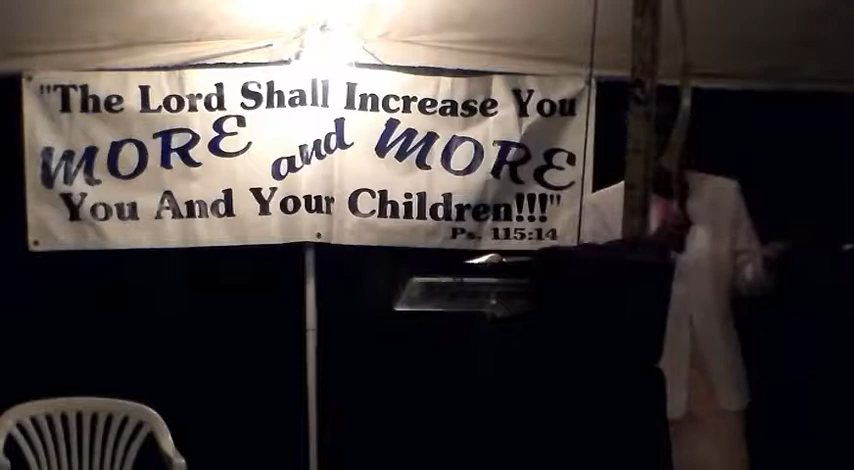 "The Lord Shall Increase You
MORE and MORE
You And Your Children!!!"
Ps. 115:14